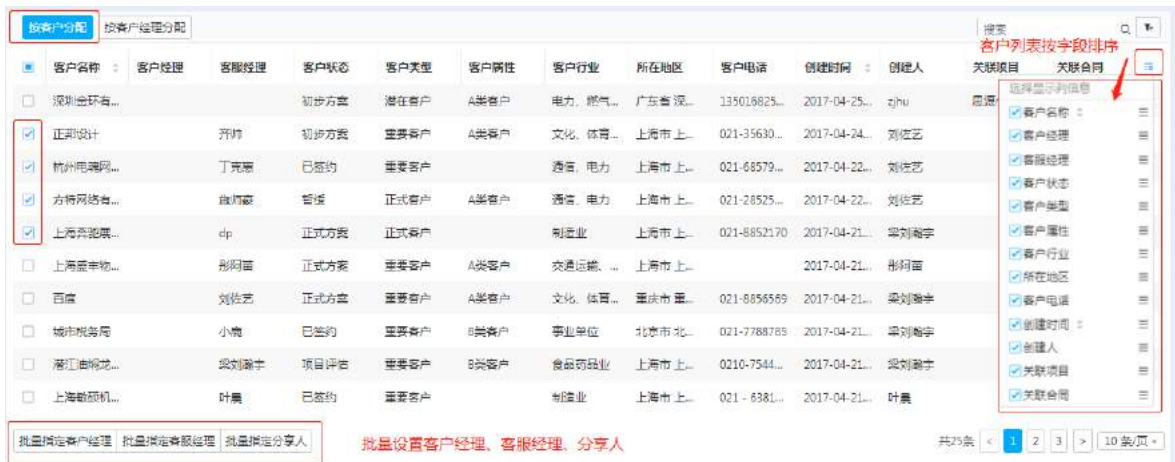 按客户分配 按客户经理分配 搜索
客户列表按字段排序
客户名称 客户经理 客服经理 客户状态 客户类型 客户属性 客户行业 所在地区 客户电话 创建时间 创建人 关联项目 关联合同
选择显示列信息
深圳金环有... 初步方案 潜在客户 A类客户 电力、燃气... 广东省 深... 135016825... 2017-04-25... zjhu
正邦设计 齐帅 初步方案 重要客户 A类客户 文化、体育... 上海市 上... 021-35630... 2017-04-24... 刘佐艺
杭州电魂网... 丁克惠 已签约 重要客户 通信、电力 上海市 上... 021-68579... 2017-04-22... 刘佐艺
方特网络有... 暂缓 正式客户 A类客户 通信、电力 上海市 上... 021-28525... 2017-04-22... 刘佐艺
上海奔驰展... dp 正式方案 正式客户 制造业 上海市 上... 021-8852170 2017-04-21... 梁刘瀚宇
上海盛丰物... 彤阿苗 正式方案 重要客户 A类客户 交通运输、... 上海市 上... 2017-04-21... 彤阿苗
百度 刘佐艺 正式方案 重要客户 A类客户 文化、体育... 重庆市 重... 021-8856569 2017-04-21... 梁刘瀚宇
城市税务局 小鹿 已签约 重要客户 B类客户 事业单位 北京市 北... 021-7788785 2017-04-21... 梁刘瀚宇
潜江油焖龙... 梁刘瀚宇 项目评估 重要客户 B类客户 食品药品业 上海市 上... 0210-7544... 2017-04-21... 梁刘瀚宇
上海敏硕机... 叶晨 已签约 重要客户 制造业 上海市 上... 021 - 6381... 2017-04-21... 叶晨
客户名称
客户经理
客服经理
客户状态
客户类型
客户属性
客户行业
所在地区
客户电话
创建时间
创建人
关联项目
关联合同
批量指定客户经理 批量指定客服经理 批量指定分享人
批量设置客户经理、客服经理、分享人
共25条 < 1 2 3 > 10 条/页